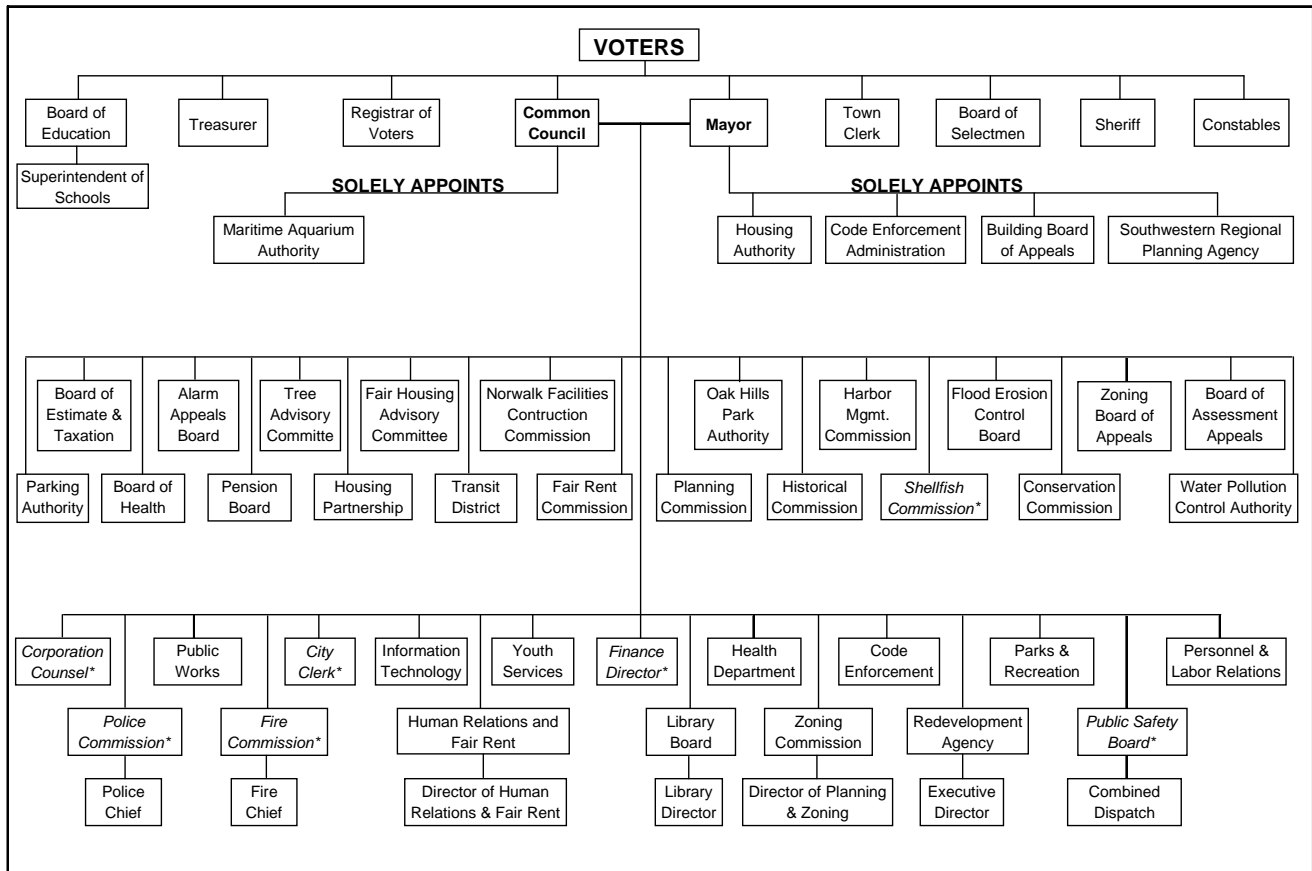 VOTERS
Board of
Education
Treasurer
Registrar of
Voters
Common
Council
Mayor
Town
Clerk
Board of
Selectmen
Sheriff
Constables
Superintendent of
Schools
SOLELY APPOINTS
SOLELY APPOINTS
Maritime Aquarium
Authority
Housing
Authority
Code Enforcement
Administration
Building Board
of Appeals
Southwestern Regional
Planning Agency
Board of
Estimate &
Taxation
Alarm
Appeals
Board
Tree
Advisory
Committe
Fair Housing
Advisory
Committee
Norwalk Facilities
Contruction
Commission
Oak Hills
Park
Authority
Harbor
Mgmt.
Commission
Flood Erosion
Control
Board
Zoning
Board of
Appeals
Board of
Assessment
Appeals
Parking
Authority
Board of
Health
Pension
Board
Housing
Partnership
Transit
District
Fair Rent
Commission
Planning
Commission
Historical
Commission
Shellfish
Commission*
Conservation
Commission
Water Pollution
Control Authority
Corporation
Counsel*
Public
Works
City
Clerk*
Information
Technology
Youth
Services
Finance
Director*
Health
Department
Code
Enforcement
Parks &
Recreation
Personnel &
Labor Relations
Police
Commission*
Fire
Commission*
Human Relations and
Fair Rent
Library
Board
Zoning
Commission
Redevelopment
Agency
Public Safety
Board*
Police
Chief
Fire
Chief
Director of Human
Relations & Fair Rent
Library
Director
Director of Planning
& Zoning
Executive
Director
Combined
Dispatch